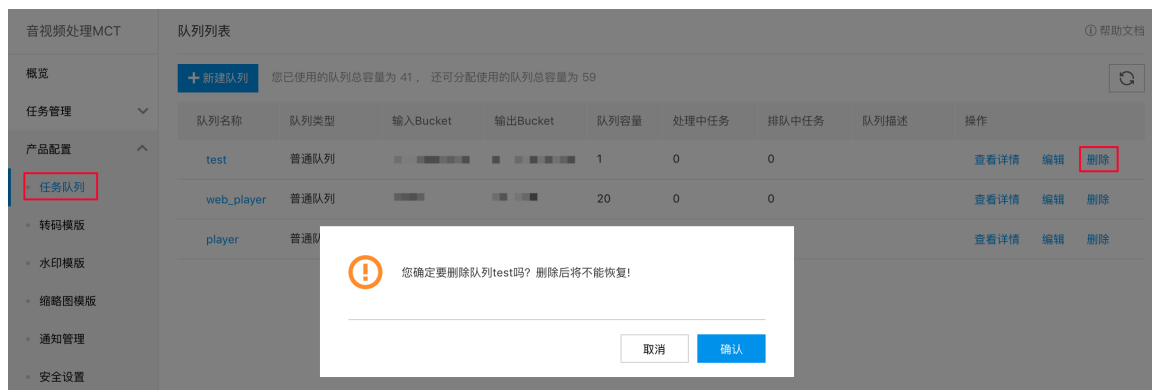 音视频处理MCT
队列列表
帮助文档
概览
新建队列 您已使用的队列总容量为 41， 还可分配使用的队列总容量为 59
任务管理
队列名称 队列类型 输入Bucket 输出Bucket 队列容量 处理中任务 排队中任务 队列描述 操作
产品配置
test 普通队列 1 0 0 查看详情 编辑 删除
任务队列
web_player 普通队列 20 0 0 查看详情 编辑 删除
转码模版
player 普通 查看详情 编辑 删除
水印模版
您确定要删除队列test吗？删除后将不能恢复!
缩略图模版
通知管理
取消 确认
安全设置